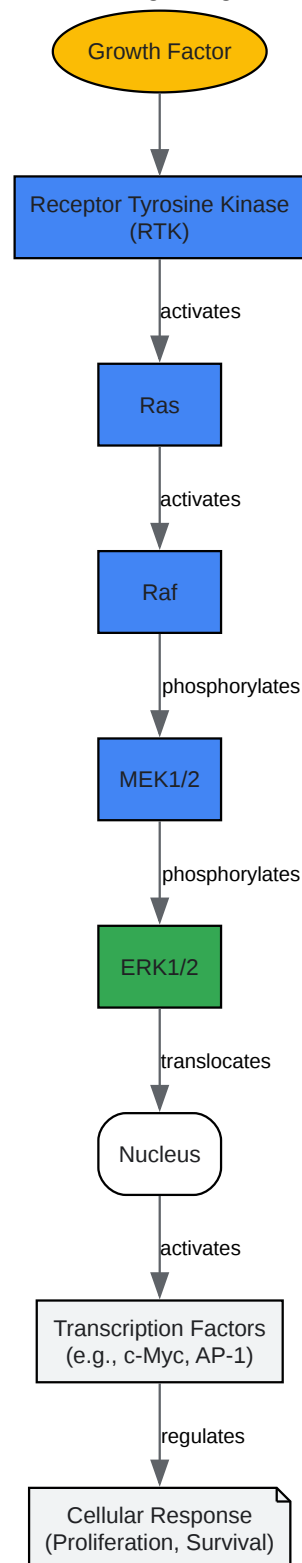 Growth Factor
Receptor Tyrosine Kinase
(RTK)
activates
Ras
activates
Raf
phosphorylates
MEK1/2
phosphorylates
ERK1/2
translocates
Nucleus
activates
Transcription Factors
(e.g., c-Myc, AP-1)
regulates
Cellular Response
(Proliferation, Survival)